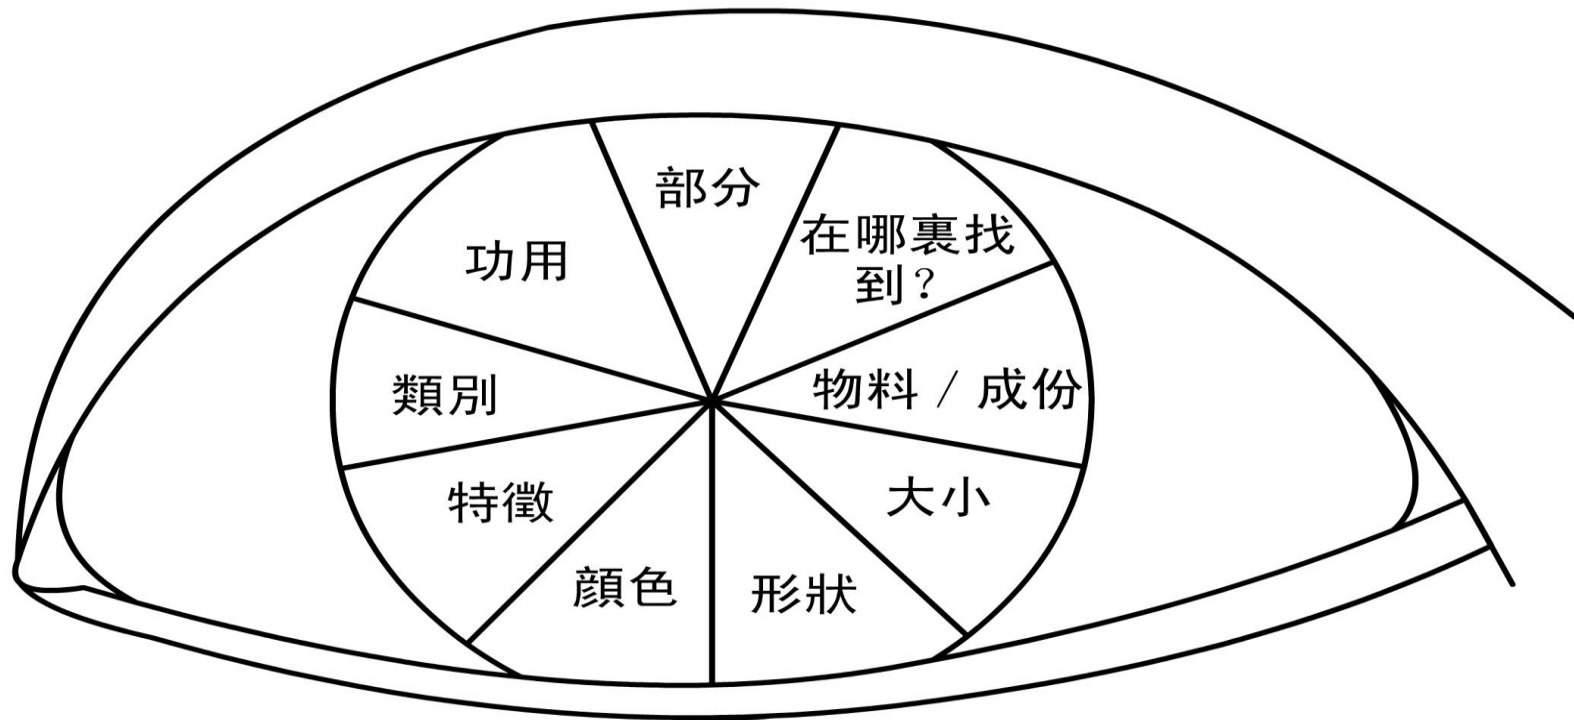 部分
在哪裏找
到？
功用
物料 / 成份
類別
大小
特徵
顏色
形狀